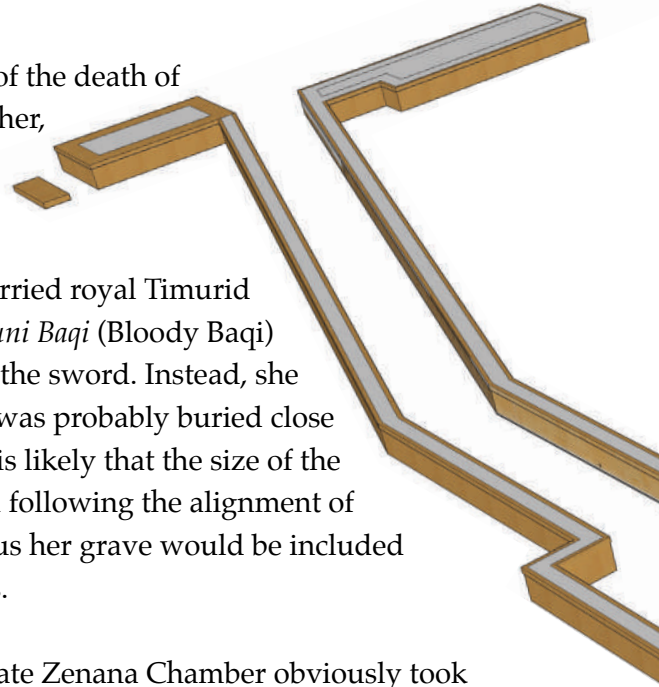 of the death of
her,
rried royal Timurid
uni Baqi (Bloody Baqi)
the sword. Instead, she
was probably buried close
is likely that the size of the
following the alignment of
us her grave would be included
ate Zenana Chamber obviously took